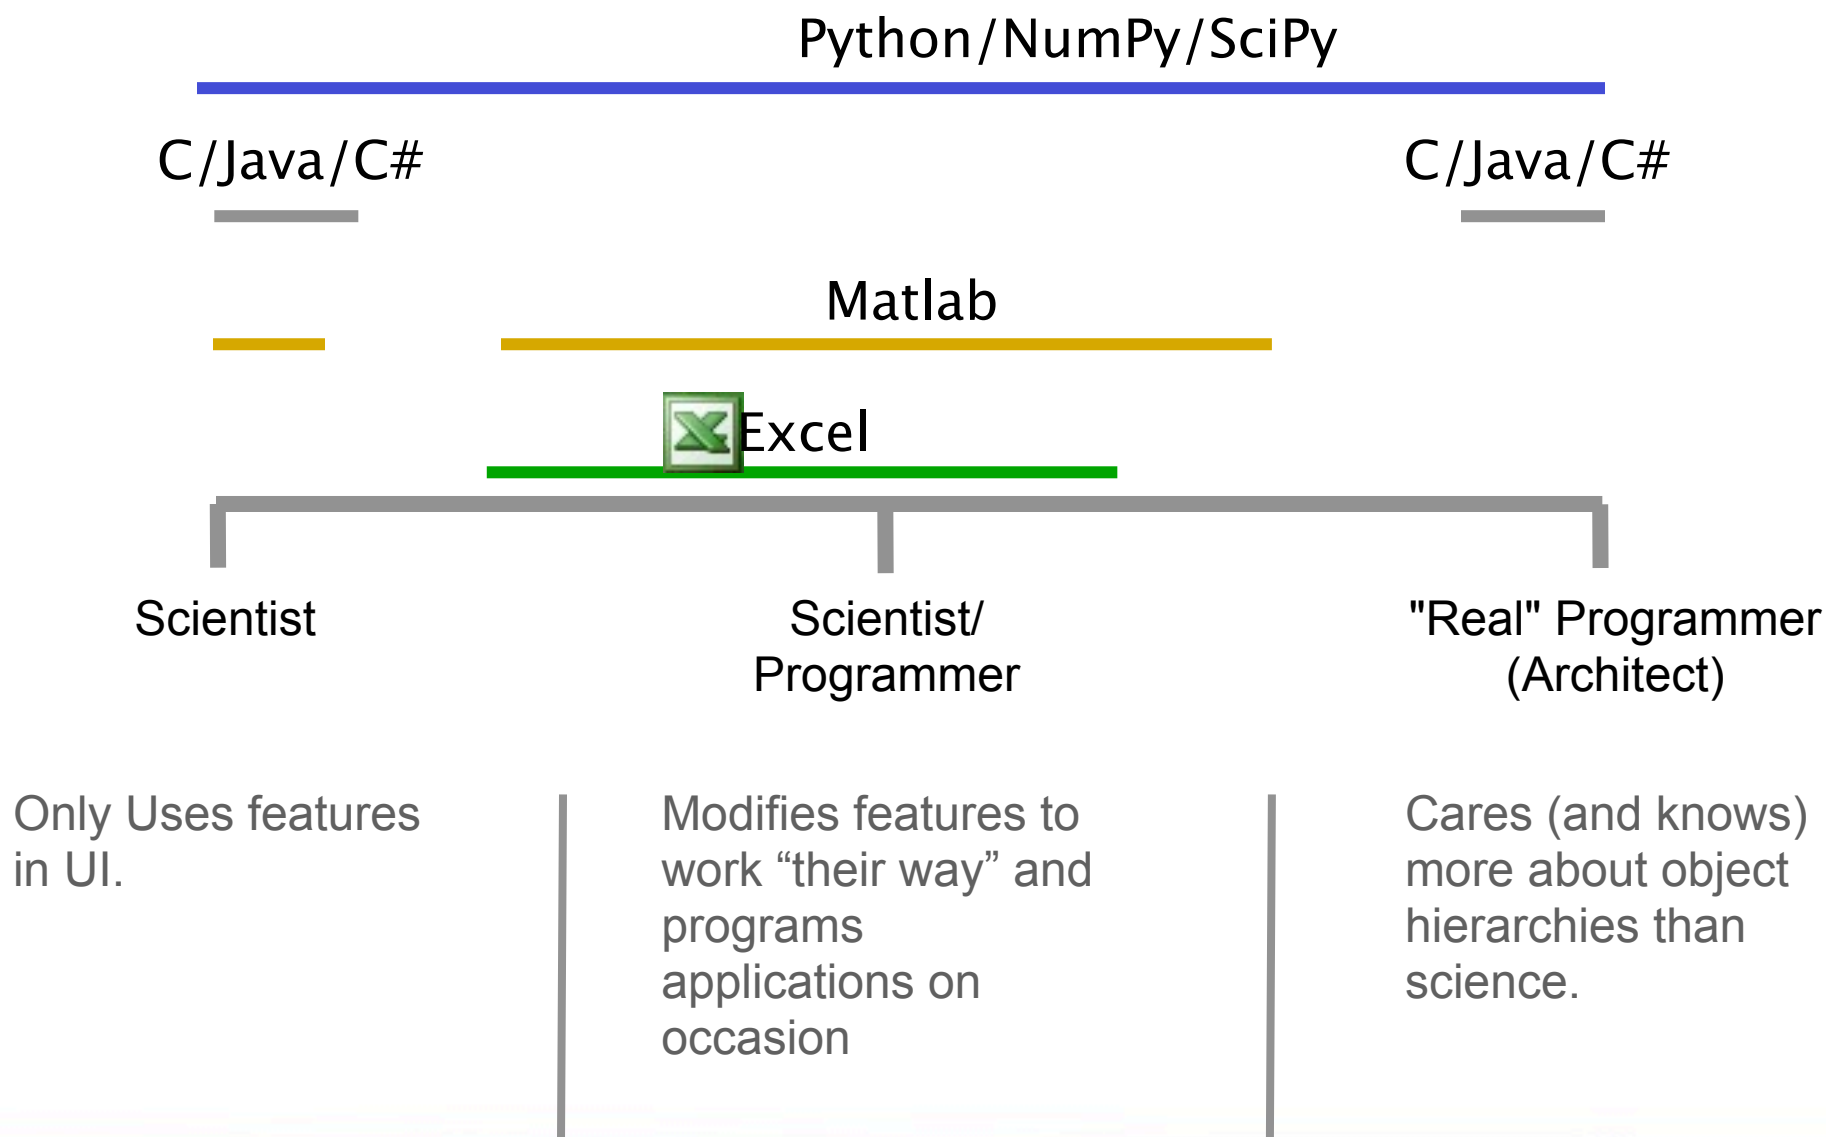 Python/NumPy/SciPy
C/Java/C#
C/Java/C#
Matlab
Excel
Scientist
Scientist/
Programmer
"Real" Programmer
(Architect)
Only Uses features
in UI.
Modifies features to
work “their way” and
programs
applications on
occasion
Cares (and knows)
more about object
hierarchies than
science.